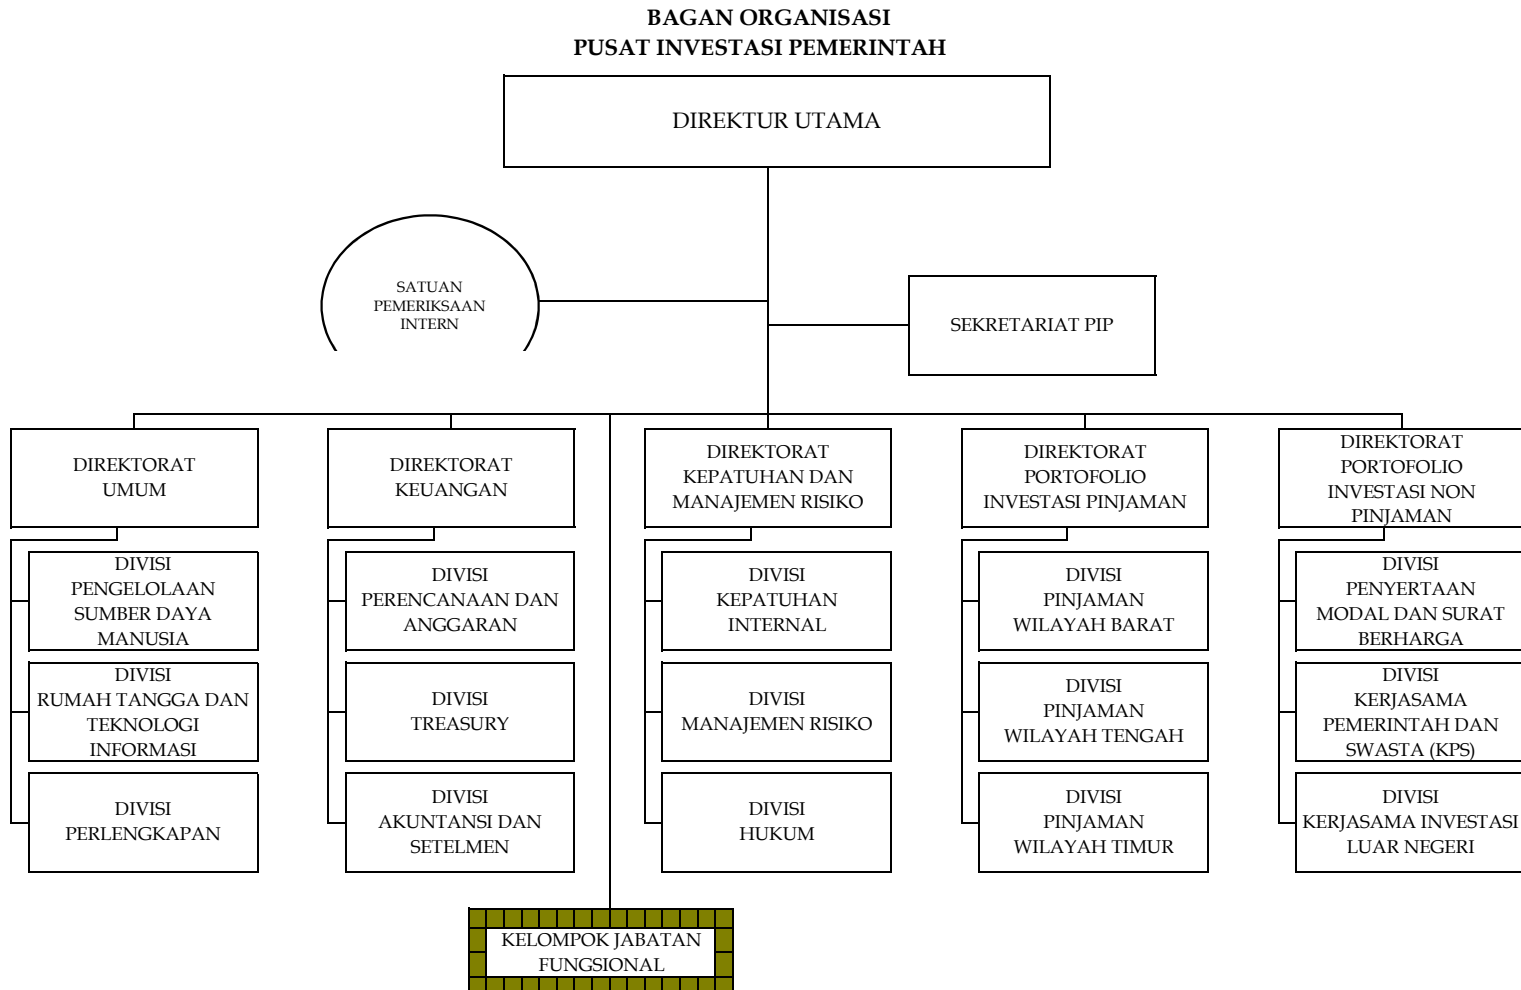 BAGAN ORGANISASI
PUSAT INVESTASI PEMERINTAH
DIREKTUR UTAMA
SATUAN
PEMERIKSAAN
INTERN
SEKRETARIAT PIP
DIREKTORAT
UMUM
DIREKTORAT
KEUANGAN
DIREKTORAT
KEPATUHAN DAN
MANAJEMEN RISIKO
DIREKTORAT
PORTOFOLIO
INVESTASI PINJAMAN
DIREKTORAT
PORTOFOLIO
INVESTASI NON
PINJAMAN
DIVISI
PENGELOLAAN
SUMBER DAYA
MANUSIA
DIVISI
PERENCANAAN DAN
ANGGARAN
DIVISI
KEPATUHAN
INTERNAL
DIVISI
PINJAMAN
WILAYAH BARAT
DIVISI
PENYERTAAN
MODAL DAN SURAT
BERHARGA
DIVISI
RUMAH TANGGA DAN
TEKNOLOGI
INFORMASI
DIVISI
TREASURY
DIVISI
MANAJEMEN RISIKO
DIVISI
PINJAMAN
WILAYAH TENGAH
DIVISI
KERJASAMA
PEMERINTAH DAN
SWASTA (KPS)
DIVISI
PERLENGKAPAN
DIVISI
AKUNTANSI DAN
SETELMEN
DIVISI
HUKUM
DIVISI
PINJAMAN
WILAYAH TIMUR
DIVISI
KERJASAMA INVESTASI
LUAR NEGERI
KELOMPOK JABATAN
FUNGSIONAL